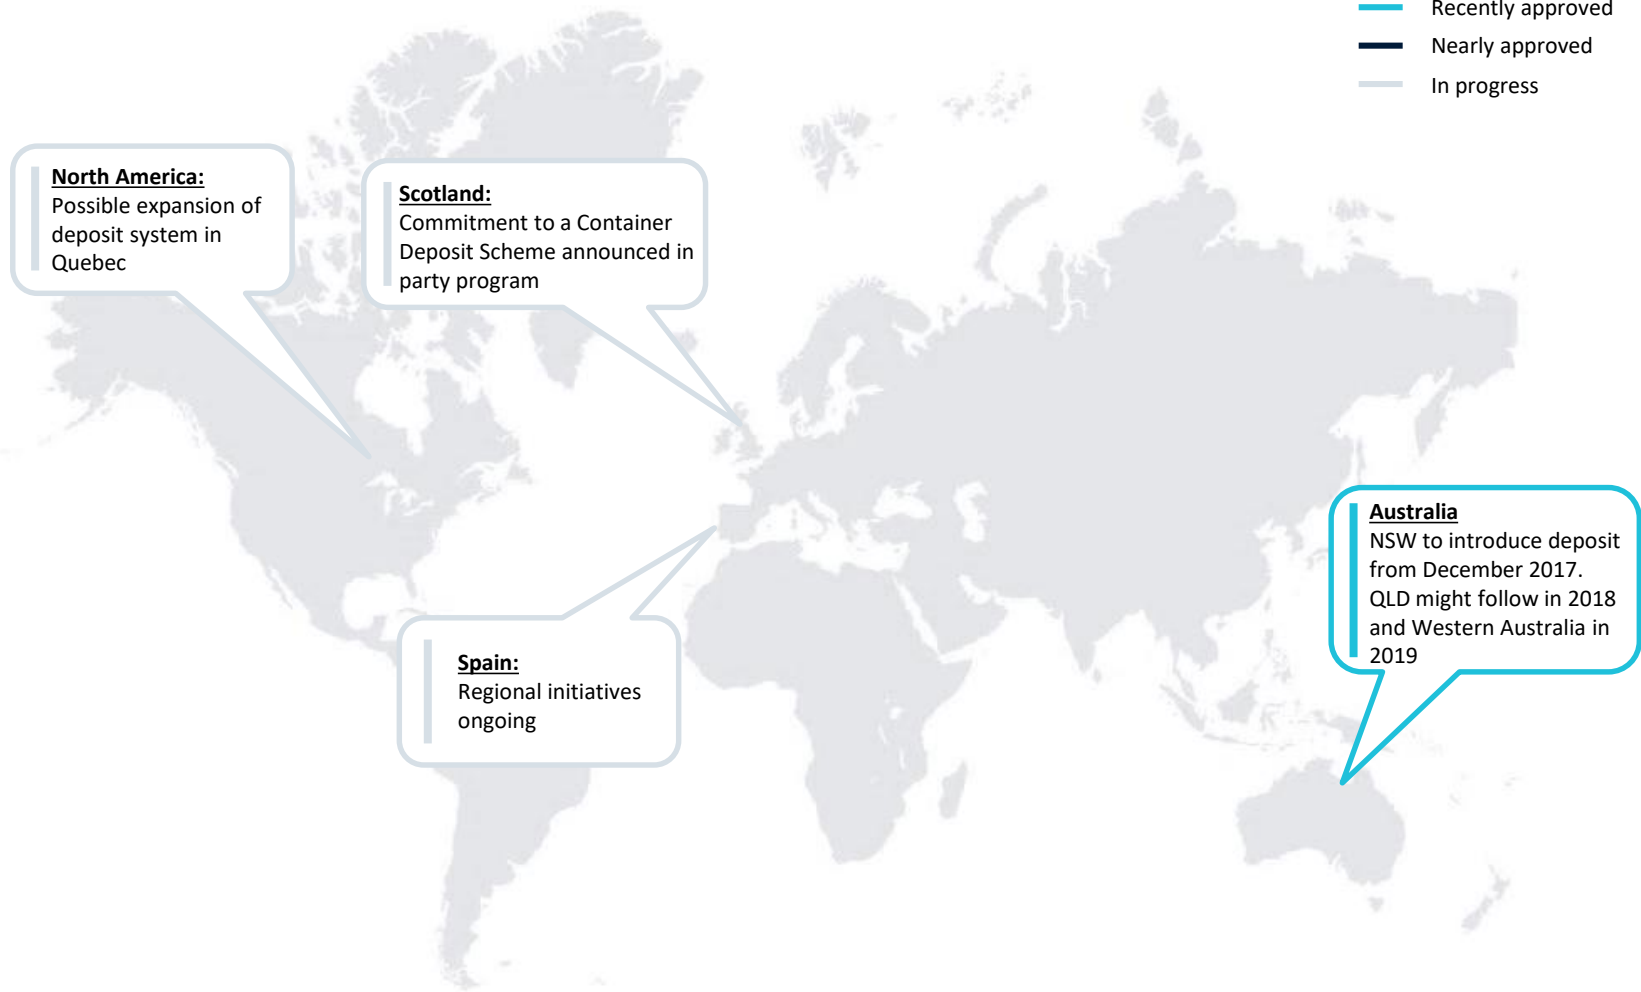 Recently approved
Nearly approved
In progress
North America:
Possible expansion of
deposit system in
Quebec
Scotland:
Commitment to a Container
Deposit Scheme announced in
party program
Australia
NSW to introduce deposit
from December 2017.
QLD might follow in 2018
and Western Australia in
2019
Spain:
Regional initiatives
ongoing